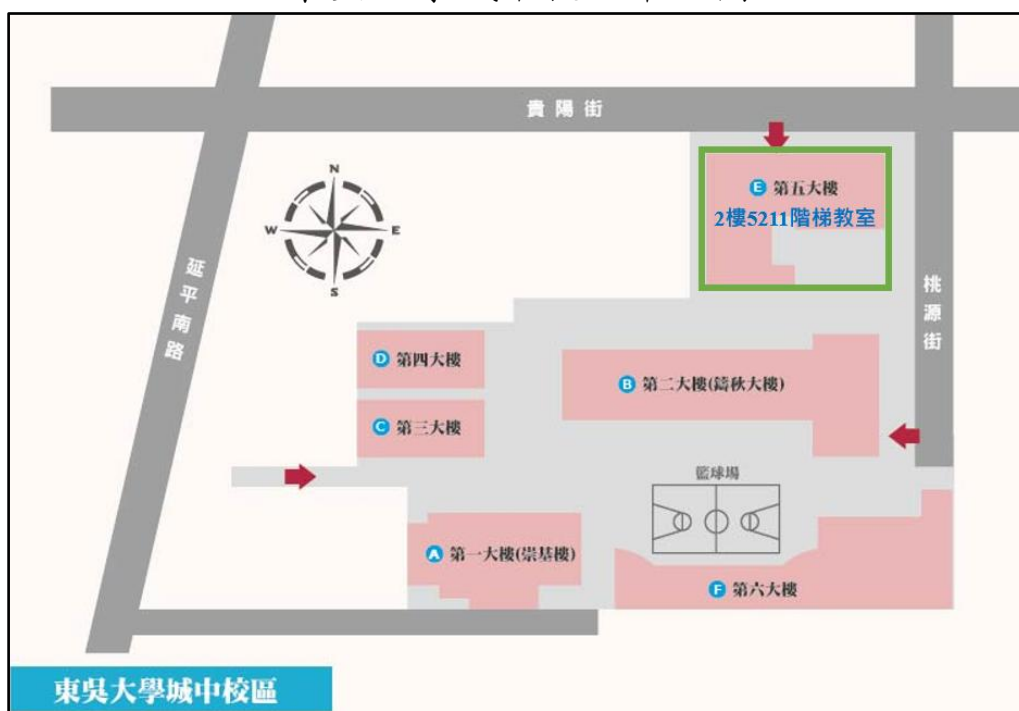 貴陽街
N
W
E
S
E 第五大樓
2樓5211階梯教室
延平南路
桃源街
D 第四大樓
B 第二大樓(鑄秋大樓)
C 第三大樓
籃球場
A 第一大樓(崇基樓)
F 第六大樓
東吳大學城中校區